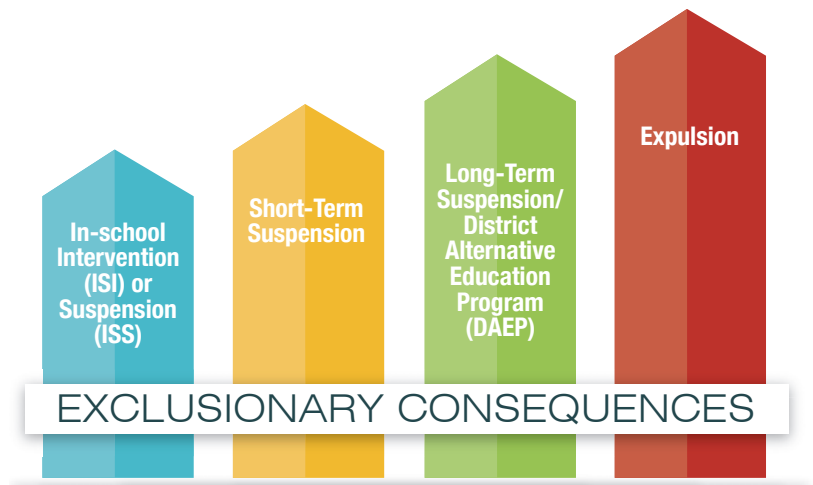 In-school
Intervention
(ISI) or
Suspension
(ISS)
Short-Term
Suspension
Long-Term
Suspension/
District
Alternative
Education
Program
(DAEP)
Expulsion
EXCLUSIONARY CONSEQUENCES